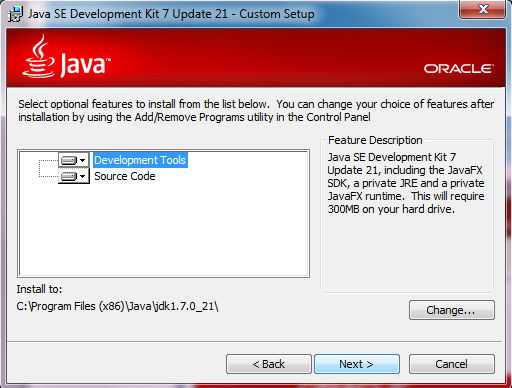 Java SE Development Kit 7 Update 21 - Custom Setup
Java™
ORACLE
Select optional features to install from the list below. You can change your choice of features after
installation by using the Add/Remove Programs utility in the Control Panel
Development Tools
Source Code
Feature Description
Java SE Development Kit 7
Update 21, including the JavaFX
SDK, a private JRE and a private
JavaFX runtime. This will require
300MB on your hard drive.
Install to:
C:\Program Files (x86)\Java\jdk1.7.0_21\
Change...
< Back
Next >
Cancel